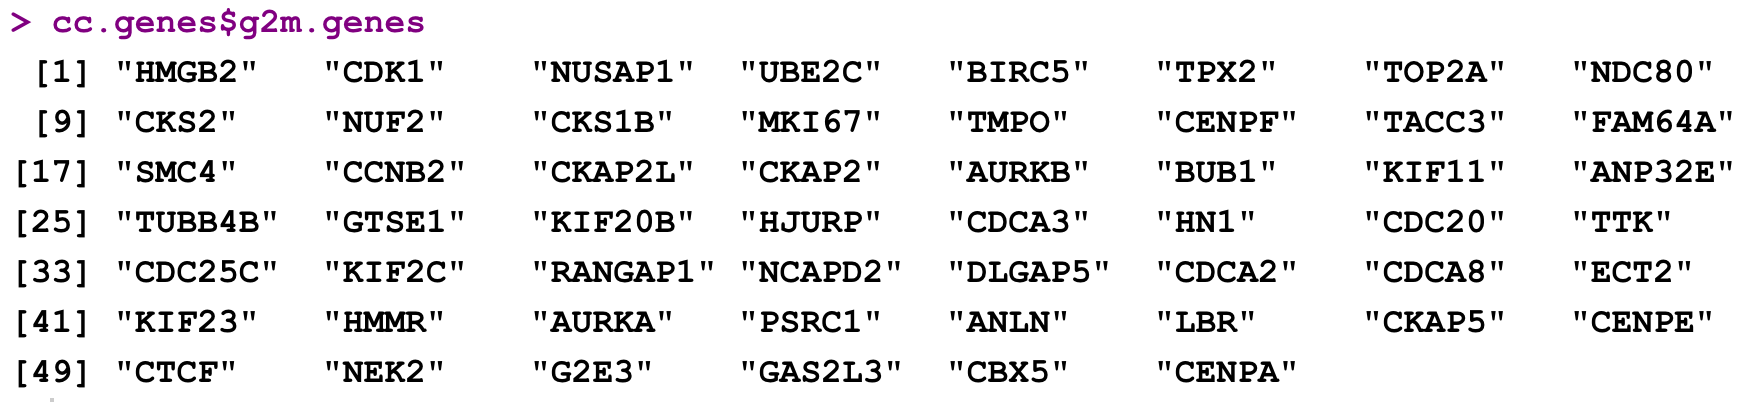 > cc.genes$g2m.genes
[1] "HMGB2" "CDK1" "NUSAP1" "UBE2C" "BIRC5" "TPX2" "TOP2A" "NDC80"
[9] "CKS2" "NUF2" "CKS1B" "MKI67" "TMPO" "CENPF" "TACC3" "FAM64A"
[17] "SMC4" "CCNB2" "CKAP2L" "CKAP2" "AURKB" "BUB1" "KIF11" "ANP32E"
[25] "TUBB4B" "GTSE1" "KIF20B" "HJURP" "CDCA3" "HN1" "CDC20" "TTK"
[33] "CDC25C" "KIF2C" "RANGAP1" "NCAPD2" "DLGAP5" "CDCA2" "CDCA8" "ECT2"
[41] "KIF23" "HMMR" "AURKA" "PSRC1" "ANLN" "LBR" "CKAP5" "CENPE"
[49] "CTCF" "NEK2" "G2E3" "GAS2L3" "CBX5" "CENPA"